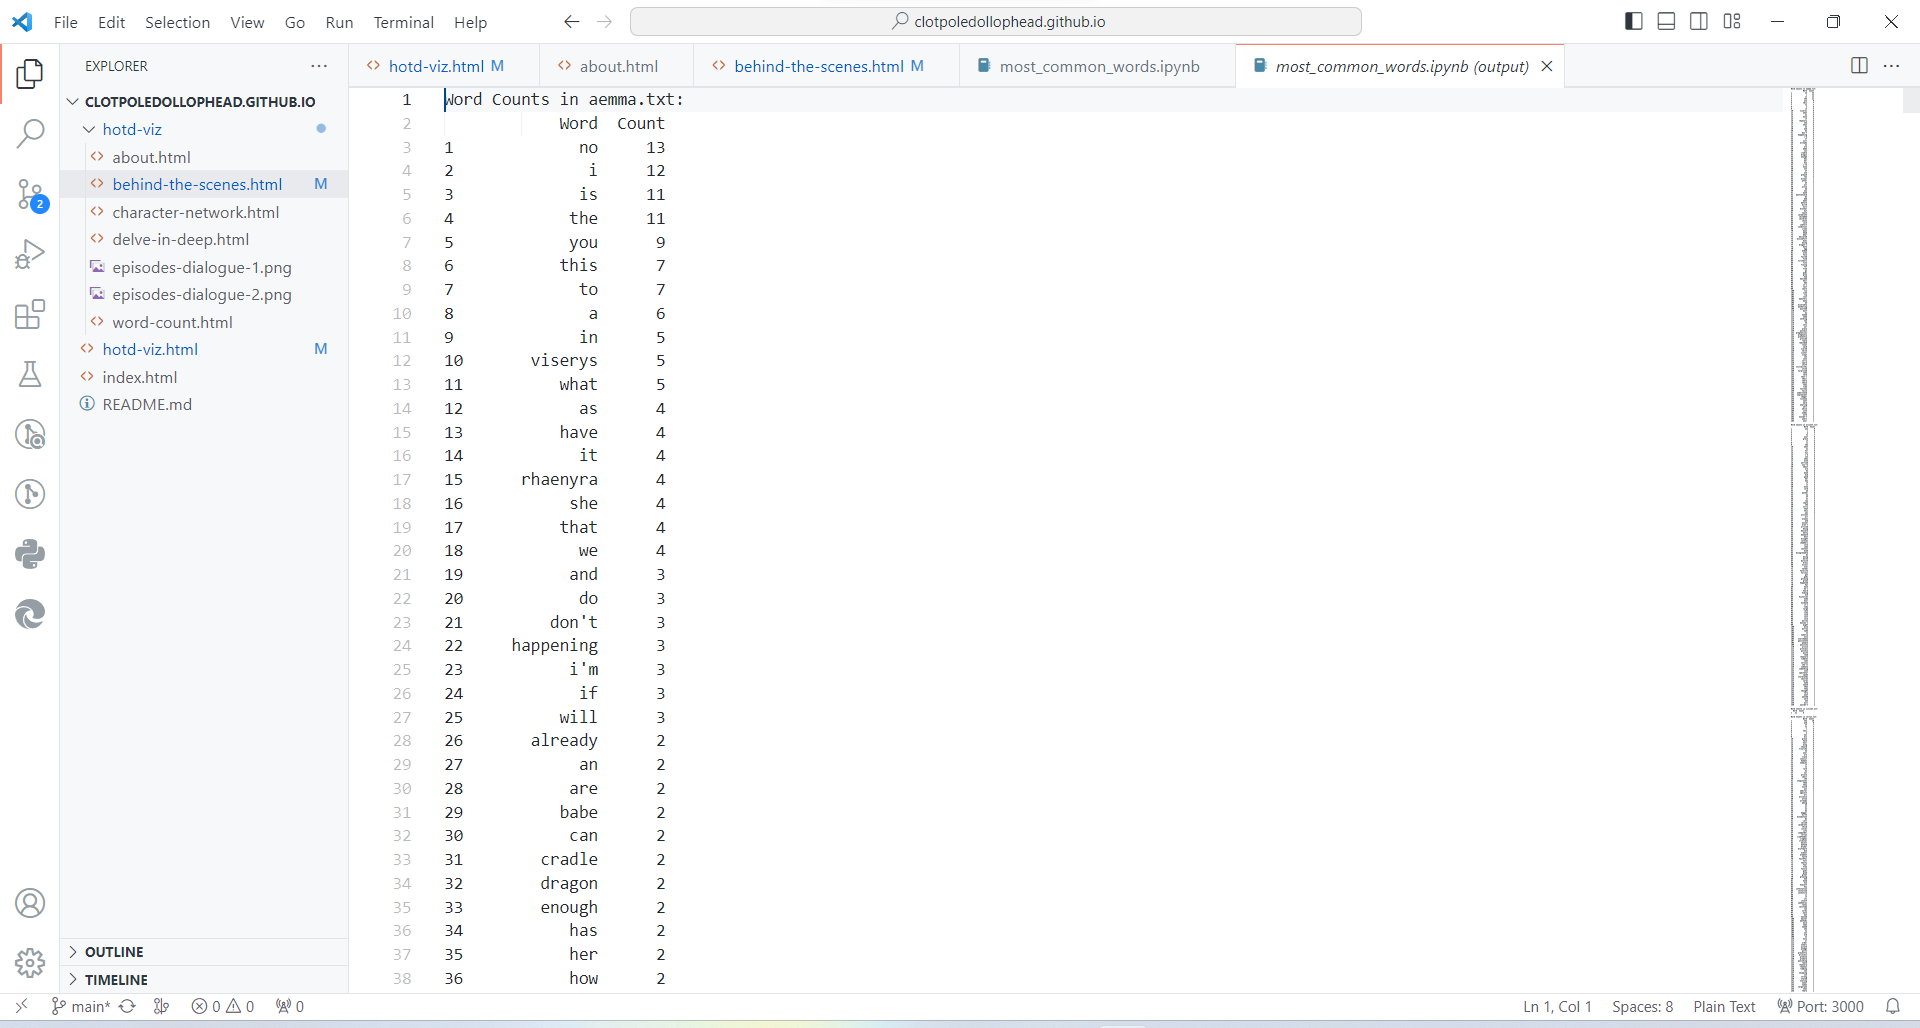 File Edit Selection View Go Run Terminal Help
clotpoledollophead.github.io
EXPLORER
CLOTPOLEDOLLOPHEAD.GITHUB.IO
hotd-viz
about.html
behind-the-scenes.html M
character-network.html
delve-in-deep.html
episodes-dialogue-1.png
episodes-dialogue-2.png
word-count.html
hotd-viz.html M
index.html
README.md
OUTLINE
TIMELINE
2
hotd-viz.html M about.html behind-the-scenes.html M most_common_words.ipynb most_common_words.ipynb (output)
1 Word Counts in aemma.txt:
2 Word Count
3 1 no 13
4 2 i 12
5 3 is 11
6 4 the 11
7 5 you 9
8 6 this 7
9 7 to 7
10 8 a 6
11 9 in 5
12 10 viserys 5
13 11 what 5
14 12 as 4
15 13 have 4
16 14 it 4
17 15 rhaenyra 4
18 16 she 4
19 17 that 4
20 18 we 4
21 19 and 3
22 20 do 3
23 21 don't 3
24 22 happening 3
25 23 i'm 3
26 24 if 3
27 25 will 3
28 26 already 2
29 27 an 2
30 28 are 2
31 29 babe 2
32 30 can 2
33 31 cradle 2
34 32 dragon 2
35 33 enough 2
36 34 has 2
37 35 her 2
38 36 how 2
main* 0 0 0 Ln 1, Col 1 Spaces: 8 Plain Text Port: 3000